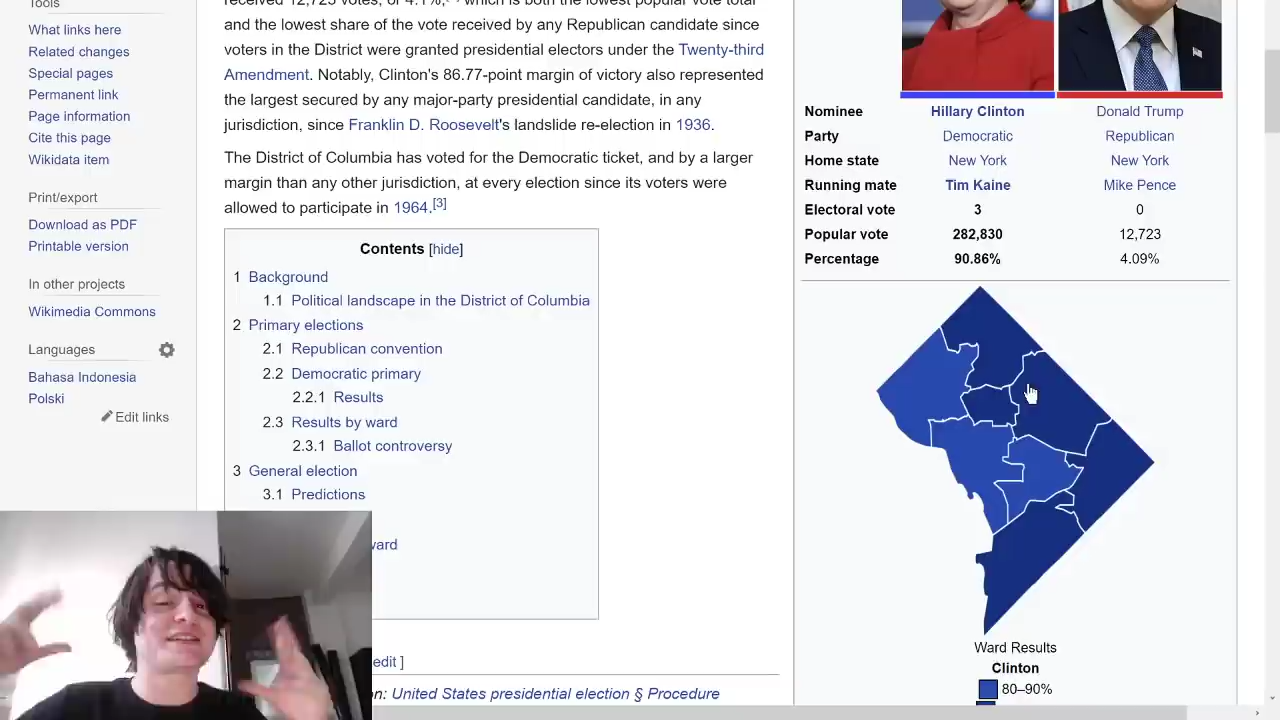 Tools
What links here
Related changes
Special pages
Permanent link
Page information
Cite this page
Wikidata item
Print/export
Download as PDF
Printable version
In other projects
Wikimedia Commons
Languages
Bahasa Indonesia
Polski
Edit links
received 12,723 votes, or 4.1%, which is both the lowest popular vote total
and the lowest share of the vote received by any Republican candidate since
voters in the District were granted presidential electors under the Twenty-third
Amendment. Notably, Clinton's 86.77-point margin of victory also represented
the largest secured by any major-party presidential candidate, in any
jurisdiction, since Franklin D. Roosevelt's landslide re-election in 1936.
The District of Columbia has voted for the Democratic ticket, and by a larger
margin than any other jurisdiction, at every election since its voters were
allowed to participate in 1964.[3]
Contents [hide]
1 Background
1.1 Political landscape in the District of Columbia
2 Primary elections
2.1 Republican convention
2.2 Democratic primary
2.2.1 Results
2.3 Results by ward
2.3.1 Ballot controversy
3 General election
3.1 Predictions
ward
edit ]
n: United States presidential election § Procedure
Nominee Hillary Clinton Donald Trump
Party Democratic Republican
Home state New York New York
Running mate Tim Kaine Mike Pence
Electoral vote 3 0
Popular vote 282,830 12,723
Percentage 90.86% 4.09%
Ward Results
Clinton
80–90%